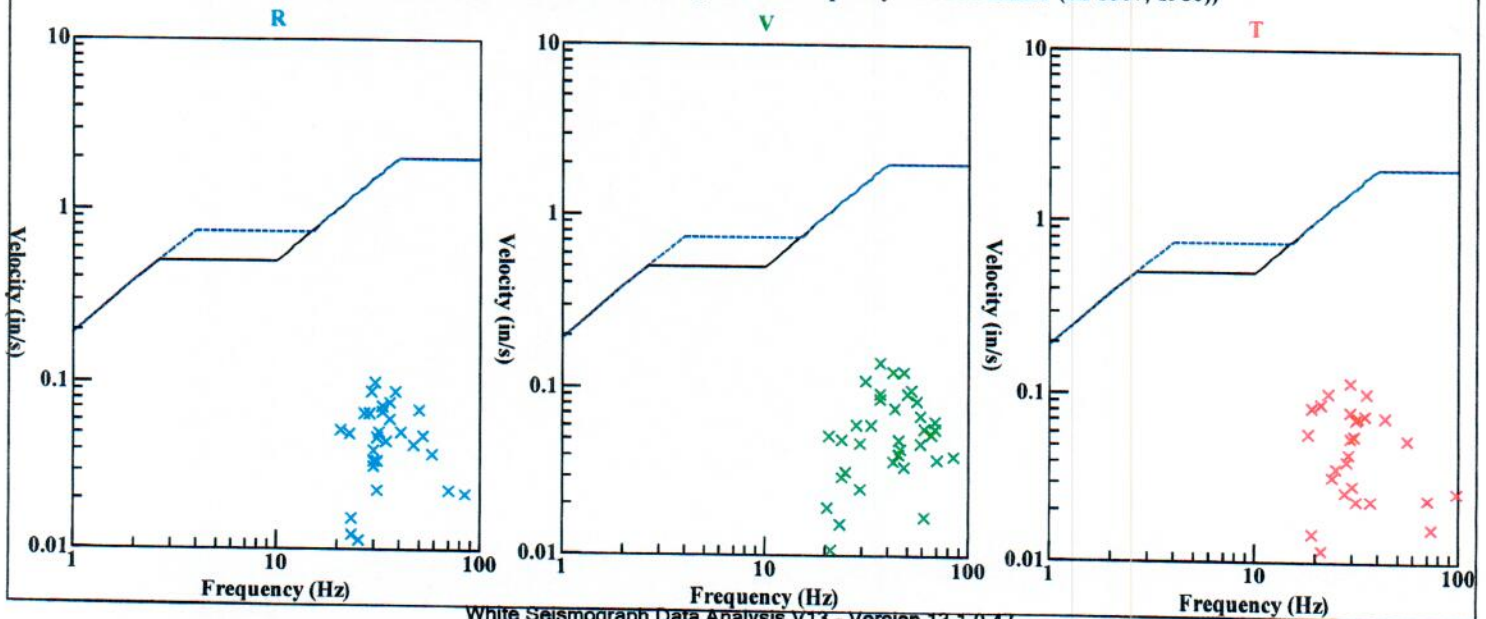 R
10
1
0.1
0.01
1
10
100
Velocity (in/s)
Frequency (Hz)
V
10
1
0.1
0.01
1
10
100
Velocity (in/s)
Frequency (Hz)
T
10
1
0.1
0.01
1
10
100
Velocity (in/s)
Frequency (Hz)
White Seismograph Data Analysis V13 - Version